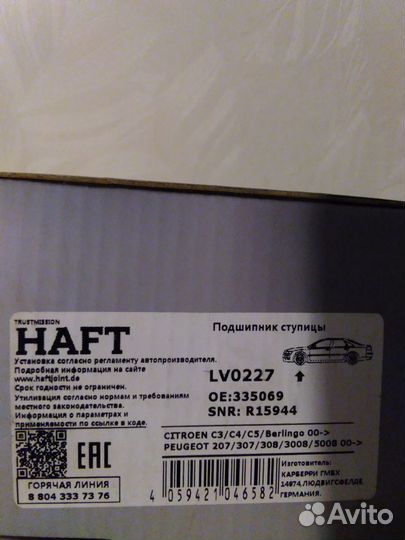 TRUSTMISSION
HAFT
Установка согласно регламенту автопроизводителя.
Подробная информация на сайте
www.haftjoint.de
Срок годности не ограничен.
Утилизация согласно нормам и требованиям
местного законодательства.
Информация о параметрах и
применяемости по ссылке в коде.
EAC
ГОРЯЧАЯ ЛИНИЯ
8 804 333 73 76
Подшипник ступицы
LV0227
OE:335069
SNR: R15944
CITROEN C3/C4/C5/Berlingo 00->
PEUGEOT 207/307/308/3008/5008 00->
4 059421 046582
Изготовитель:
КАРБЕРРИ ГМБХ
14974,ЛЮДВИГСФЕЛДЕ,
ГЕРМАНИЯ.
Avito